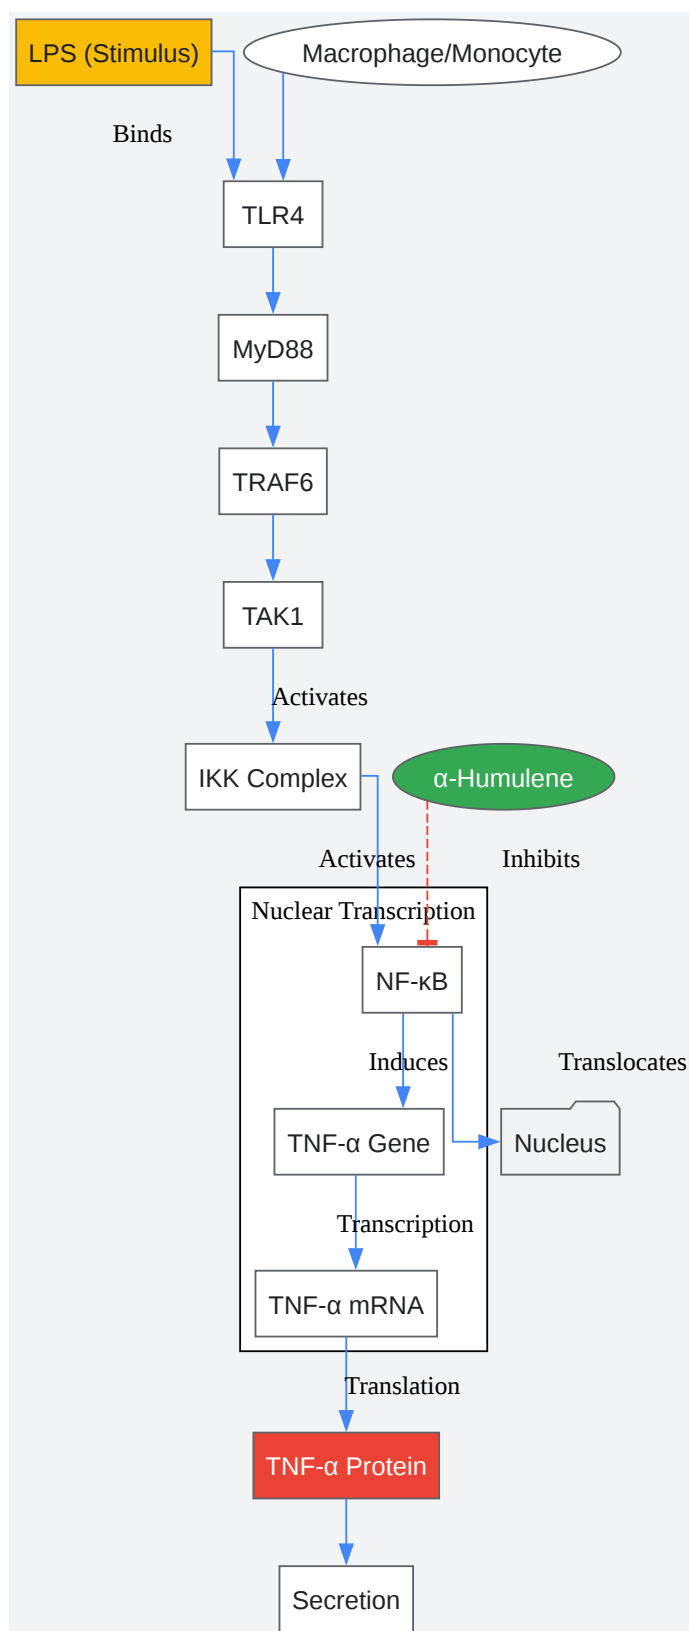 LPS (Stimulus)
Macrophage/Monocyte
Binds
TLR4
MyD88
TRAF6
TAK1
Activates
IKK Complex
α-Humulene
Activates
Inhibits
Nuclear Transcription
NF-κB
Induces
Translocates
TNF-α Gene
Nucleus
Transcription
TNF-α mRNA
Translation
TNF-α Protein
Secretion